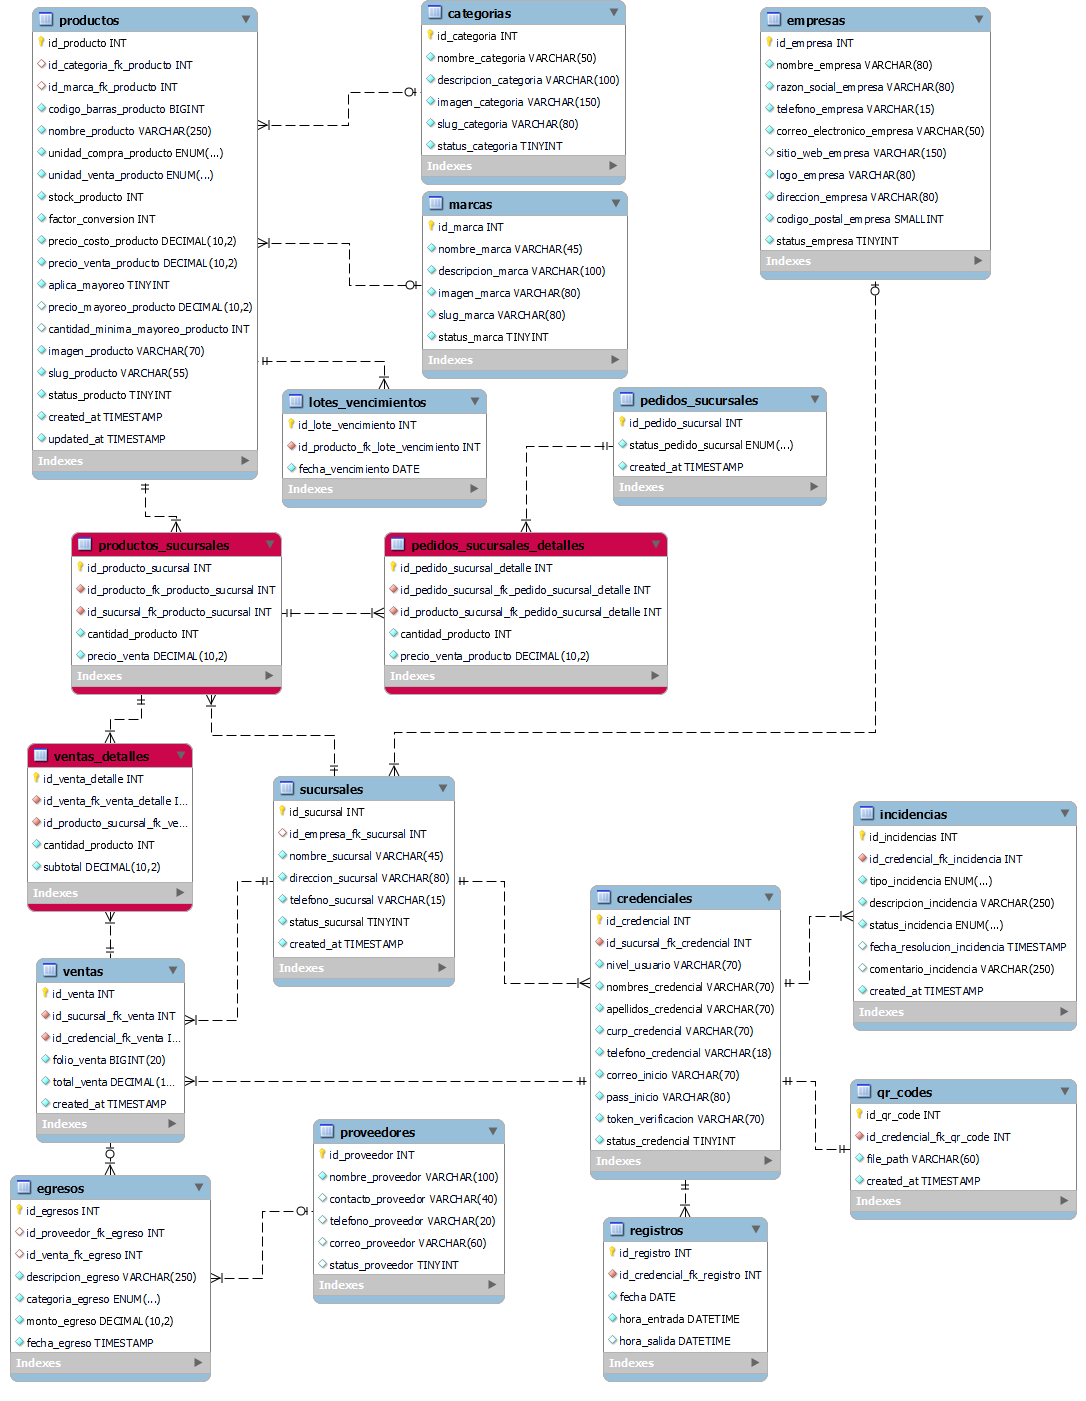 productos
id_producto INT
id_categoria_fk_producto INT
id_marca_fk_producto INT
codigo_barras_producto BIGINT
nombre_producto VARCHAR(250)
unidad_compra_producto ENUM(...)
unidad_venta_producto ENUM(...)
stock_producto INT
factor_conversion INT
precio_costo_producto DECIMAL(10,2)
precio_venta_producto DECIMAL(10,2)
aplica_mayoreo TINYINT
precio_mayoreo_producto DECIMAL(10,2)
cantidad_minima_mayoreo_producto INT
imagen_producto VARCHAR(70)
slug_producto VARCHAR(55)
status_producto TINYINT
created_at TIMESTAMP
updated_at TIMESTAMP
Indexes
categorias
id_categoria INT
nombre_categoria VARCHAR(50)
descripcion_categoria VARCHAR(100)
imagen_categoria VARCHAR(150)
slug_categoria VARCHAR(80)
status_categoria TINYINT
Indexes
empresas
id_empresa INT
nombre_empresa VARCHAR(80)
razon_social_empresa VARCHAR(80)
telefono_empresa VARCHAR(15)
correo_electronico_empresa VARCHAR(50)
sitio_web_empresa VARCHAR(150)
logo_empresa VARCHAR(80)
direccion_empresa VARCHAR(80)
codigo_postal_empresa SMALLINT
status_empresa TINYINT
Indexes
marcas
id_marca INT
nombre_marca VARCHAR(45)
descripcion_marca VARCHAR(100)
imagen_marca VARCHAR(80)
slug_marca VARCHAR(80)
status_marca TINYINT
Indexes
lotes_vencimientos
id_lote_vencimiento INT
id_producto_fk_lote_vencimiento INT
fecha_vencimiento DATE
Indexes
pedidos_sucursales
id_pedido_sucursal INT
status_pedido_sucursal ENUM(...)
created_at TIMESTAMP
Indexes
productos_sucursales
id_producto_sucursal INT
id_producto_fk_producto_sucursal INT
id_sucursal_fk_producto_sucursal INT
cantidad_producto INT
precio_venta DECIMAL(10,2)
Indexes
pedidos_sucursales_detalles
id_pedido_sucursal_detalle INT
id_pedido_sucursal_fk_pedido_sucursal_detalle INT
id_producto_sucursal_fk_pedido_sucursal_detalle INT
cantidad_producto INT
precio_venta_producto DECIMAL(10,2)
Indexes
ventas_detalles
id_venta_detalle INT
id_venta_fk_venta_detalle I...
id_producto_sucursal_fk_ve...
cantidad_producto INT
subtotal DECIMAL(10,2)
Indexes
sucursales
id_sucursal INT
id_empresa_fk_sucursal INT
nombre_sucursal VARCHAR(45)
direccion_sucursal VARCHAR(80)
telefono_sucursal VARCHAR(15)
status_sucursal TINYINT
created_at TIMESTAMP
Indexes
incidencias
id_incidencias INT
id_credencial_fk_incidencia INT
tipo_incidencia ENUM(...)
descripcion_incidencia VARCHAR(250)
status_incidencia ENUM(...)
fecha_resolucion_incidencia TIMESTAMP
comentario_incidencia VARCHAR(250)
created_at TIMESTAMP
Indexes
credenciales
id_credencial INT
id_sucursal_fk_credencial INT
nivel_usuario VARCHAR(70)
nombres_credencial VARCHAR(70)
apellidos_credencial VARCHAR(70)
curp_credencial VARCHAR(70)
telefono_credencial VARCHAR(18)
correo_inicio VARCHAR(70)
pass_inicio VARCHAR(80)
token_verificacion VARCHAR(70)
status_credencial TINYINT
Indexes
ventas
id_venta INT
id_sucursal_fk_venta INT
id_credencial_fk_venta I...
folio_venta BIGINT(20)
total_venta DECIMAL(1...
created_at TIMESTAMP
Indexes
qr_codes
id_qr_code INT
id_credencial_fk_qr_code INT
file_path VARCHAR(60)
created_at TIMESTAMP
Indexes
proveedores
id_proveedor INT
nombre_proveedor VARCHAR(100)
contacto_proveedor VARCHAR(40)
telefono_proveedor VARCHAR(20)
correo_proveedor VARCHAR(60)
status_proveedor TINYINT
Indexes
egresos
id_egresos INT
id_proveedor_fk_egreso INT
id_venta_fk_egreso INT
descripcion_egreso VARCHAR(250)
categoria_egreso ENUM(...)
monto_egreso DECIMAL(10,2)
fecha_egreso TIMESTAMP
Indexes
registros
id_registro INT
id_credencial_fk_registro INT
fecha DATE
hora_entrada DATETIME
hora_salida DATETIME
Indexes